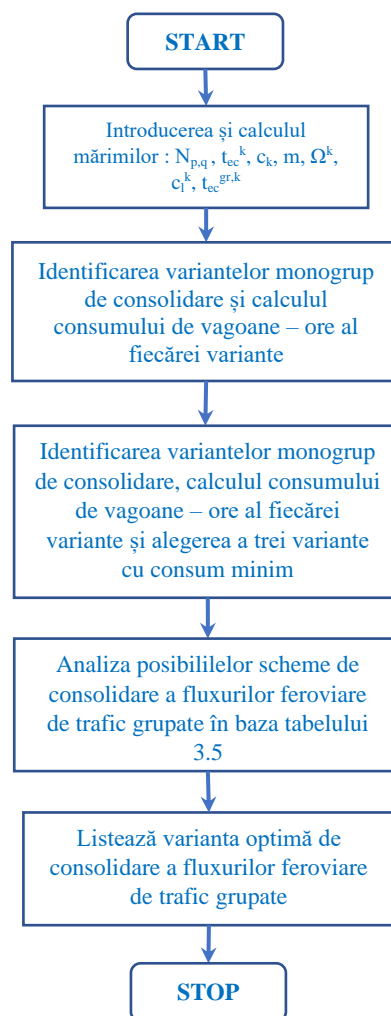 START
Introducerea și calculul
mărimilor : Np,q , tec^k, ck, m, Ω^k,
cl^k, tec^gr,k
Identificarea variantelor monogrup
de consolidare și calculul
consumului de vagoane – ore al
fiecărei variante
Identificarea variantelor monogrup
de consolidare, calculul consumului
de vagoane – ore al fiecărei
variante și alegerea a trei variante
cu consum minim
Analiza posibililelor scheme de
consolidare a fluxurilor feroviare
de trafic grupate în baza tabelului
3.5
Listează varianta optimă de
consolidare a fluxurilor feroviare
de trafic grupate
STOP